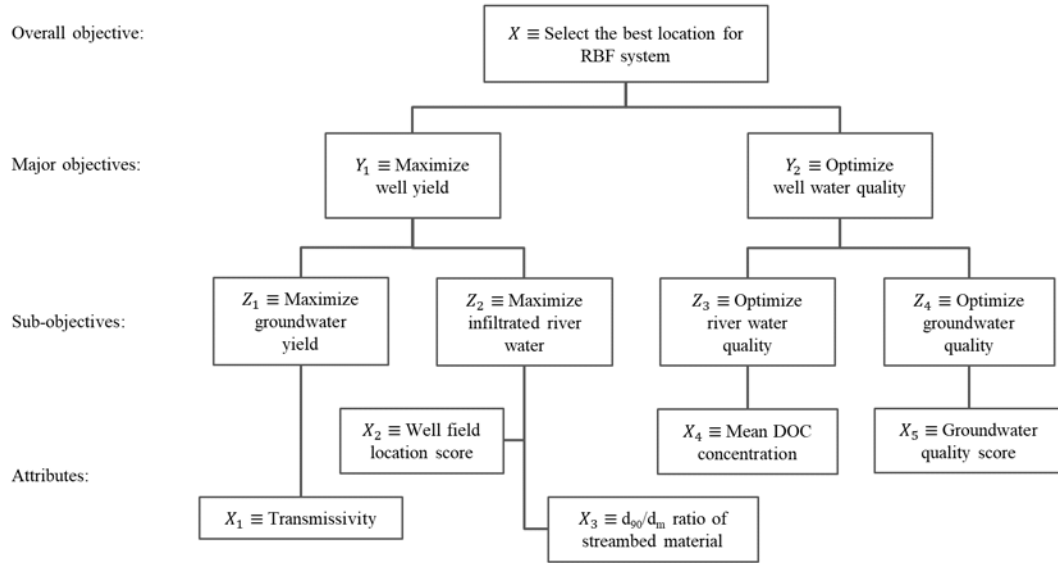 Overall objective:
X ≡ Select the best location for
RBF system
Major objectives:
Y₁ ≡ Maximize
well yield
Y₂ ≡ Optimize
well water quality
Sub-objectives:
Z₁ ≡ Maximize
groundwater
yield
Z₂ ≡ Maximize
infiltrated river
water
Z₃ ≡ Optimize
river water
quality
Z₄ ≡ Optimize
groundwater
quality
Attributes:
X₂ ≡ Well field
location score
X₄ ≡ Mean DOC
concentration
X₅ ≡ Groundwater
quality score
X₁ ≡ Transmissivity
X₃ ≡ d₉₀/dₘ ratio of
streambed material